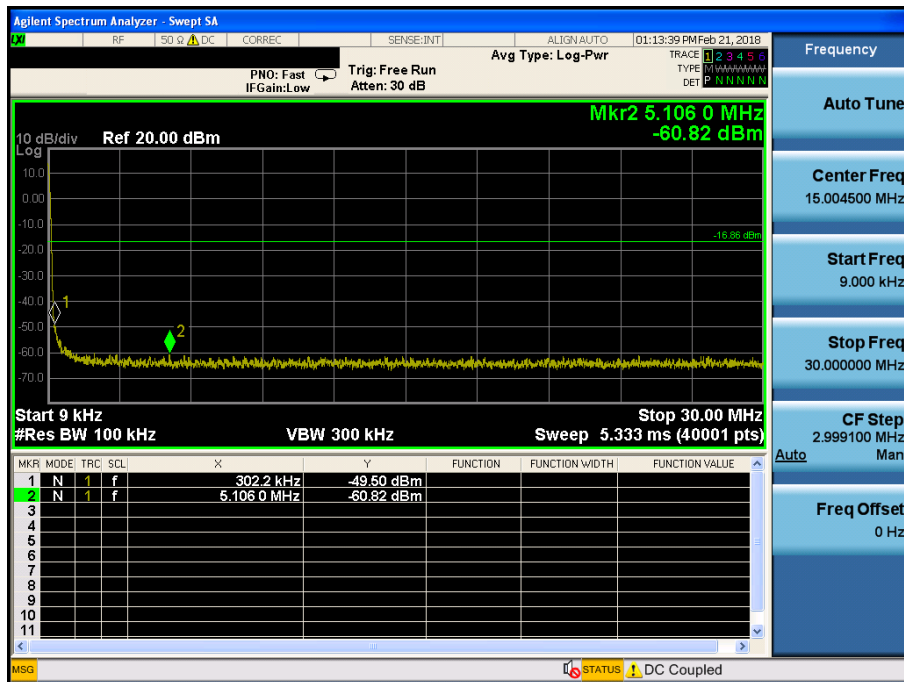 Agilent Spectrum Analyzer - Swept SA
LXI RF 50 Ω DC CORREC SENSE:INT ALIGN AUTO 01:13:39 PM Feb 21, 2018
PNO: Fast Trig: Free Run Avg Type: Log-Pwr TRACE 1 2 3 4 5 6
IFGain:Low Atten: 30 dB TYPE M WWWWW
DET P N N N N N
Mkr2 5.106 0 MHz
-60.82 dBm
10 dB/div Ref 20.00 dBm
Log
10.0
0.00
-10.0
-16.86 dBm
-20.0
-30.0
-40.0
1
-50.0
2
-60.0
-70.0
Start 9 kHz Stop 30.00 MHz
#Res BW 100 kHz VBW 300 kHz Sweep 5.333 ms (40001 pts)
MKR MODE TRC SCL X Y FUNCTION FUNCTION WIDTH FUNCTION VALUE
1 N 1 f 302.2 kHz -49.50 dBm
2 N 1 f 5.106 0 MHz -60.82 dBm
3
4
5
6
7
8
9
10
11
MSG STATUS DC Coupled
Frequency
Auto Tune
Center Freq
15.004500 MHz
Start Freq
9.000 kHz
Stop Freq
30.000000 MHz
CF Step
2.999100 MHz
Auto Man
Freq Offset
0 Hz